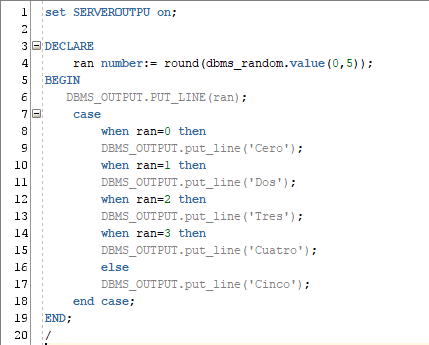 1 set SERVEROUTPU on;
2
3 DECLARE
4 ran number:= round(dbms_random.value(0,5));
5 BEGIN
6 DBMS_OUTPUT.PUT_LINE(ran);
7 case
8 when ran=0 then
9 DBMS_OUTPUT.put_line('Cero');
10 when ran=1 then
11 DBMS_OUTPUT.put_line('Dos');
12 when ran=2 then
13 DBMS_OUTPUT.put_line('Tres');
14 when ran=3 then
15 DBMS_OUTPUT.put_line('Cuatro');
16 else
17 DBMS_OUTPUT.put_line('Cinco');
18 end case;
19 END;
20 /